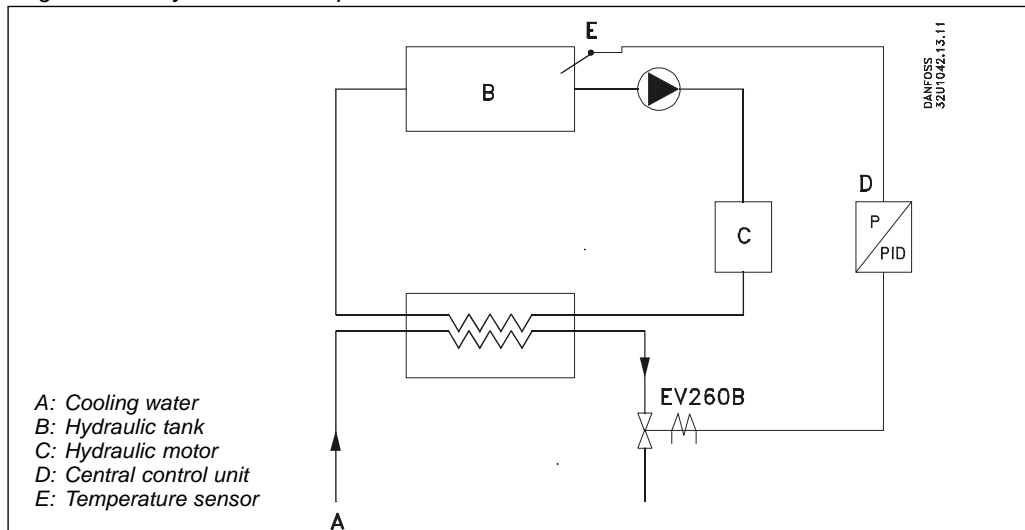 E
B
DANFOSS
32U1042.13.11
D
P
PID
C
EV260B
A: Cooling water
B: Hydraulic tank
C: Hydraulic motor
D: Central control unit
E: Temperature sensor
A